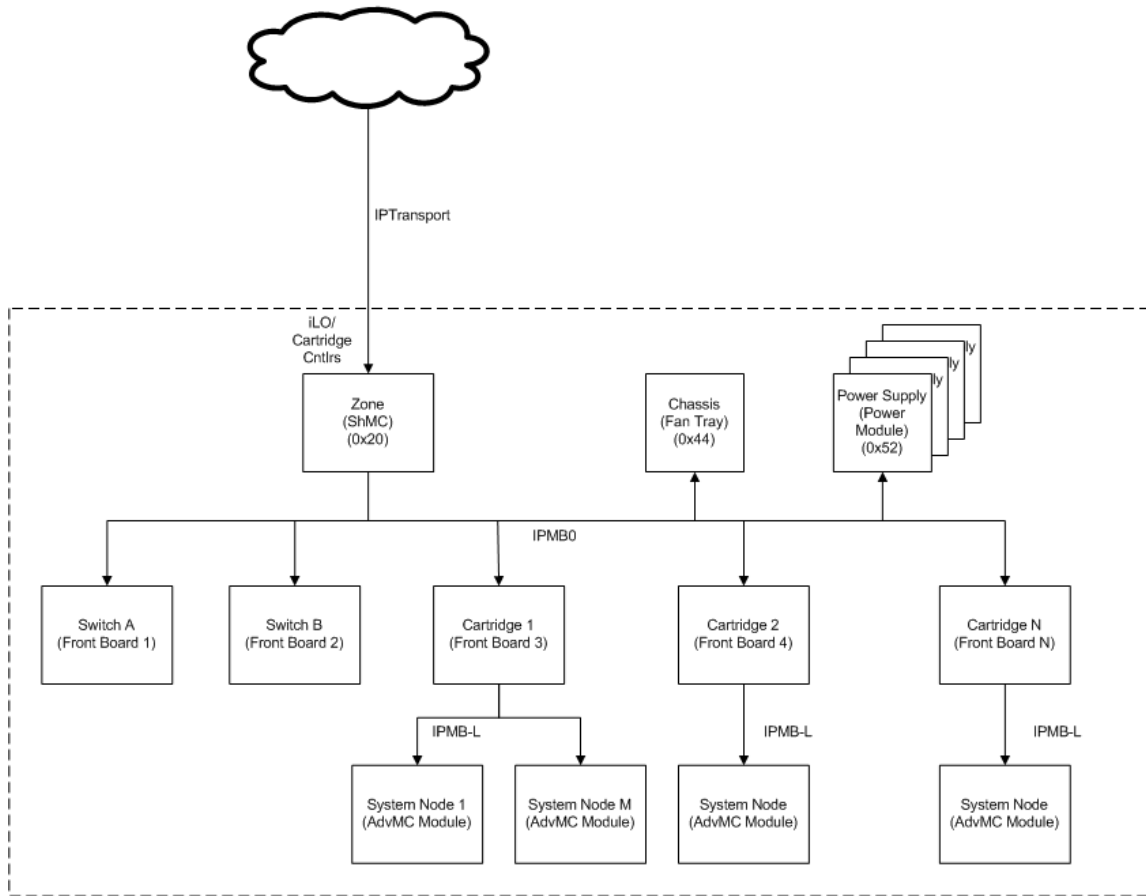 IPTransport
iLO/
Cartridge
Cntlrs
Zone
(ShMC)
(0x20)
Chassis
(Fan Tray)
(0x44)
ly
ly
ly
Power Supply
(Power
Module)
(0x52)
IPMB0
Switch A
(Front Board 1)
Switch B
(Front Board 2)
Cartridge 1
(Front Board 3)
Cartridge 2
(Front Board 4)
Cartridge N
(Front Board N)
IPMB-L
IPMB-L
IPMB-L
System Node 1
(AdvMC Module)
System Node M
(AdvMC Module)
System Node
(AdvMC Module)
System Node
(AdvMC Module)